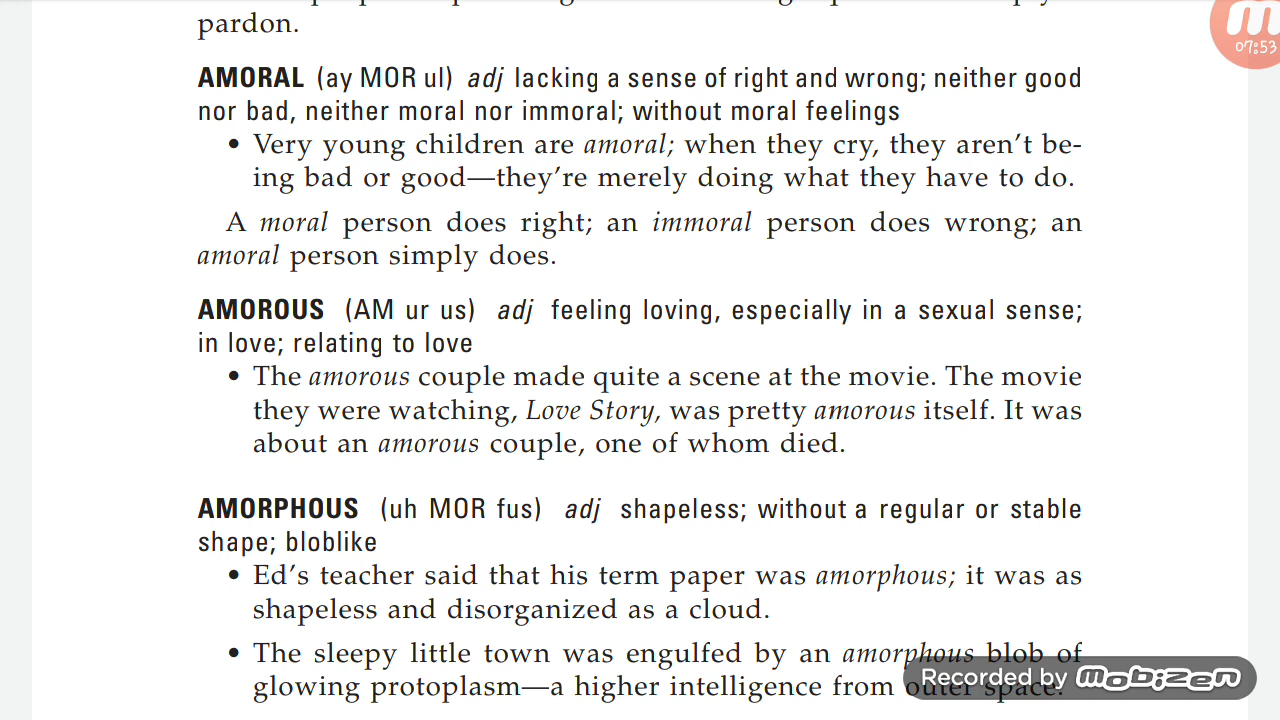 pardon.
07:53
AMORAL (ay MOR ul) adj lacking a sense of right and wrong; neither good
nor bad, neither moral nor immoral; without moral feelings
• Very young children are amoral; when they cry, they aren’t be-
ing bad or good—they’re merely doing what they have to do.
A moral person does right; an immoral person does wrong; an
amoral person simply does.
AMOROUS (AM ur us) adj feeling loving, especially in a sexual sense;
in love; relating to love
• The amorous couple made quite a scene at the movie. The movie
they were watching, Love Story, was pretty amorous itself. It was
about an amorous couple, one of whom died.
AMORPHOUS (uh MOR fus) adj shapeless; without a regular or stable
shape; bloblike
• Ed’s teacher said that his term paper was amorphous; it was as
shapeless and disorganized as a cloud.
• The sleepy little town was engulfed by an amorphous blob of
glowing protoplasm—a higher intelligence from outer space.
Recorded by mobizen